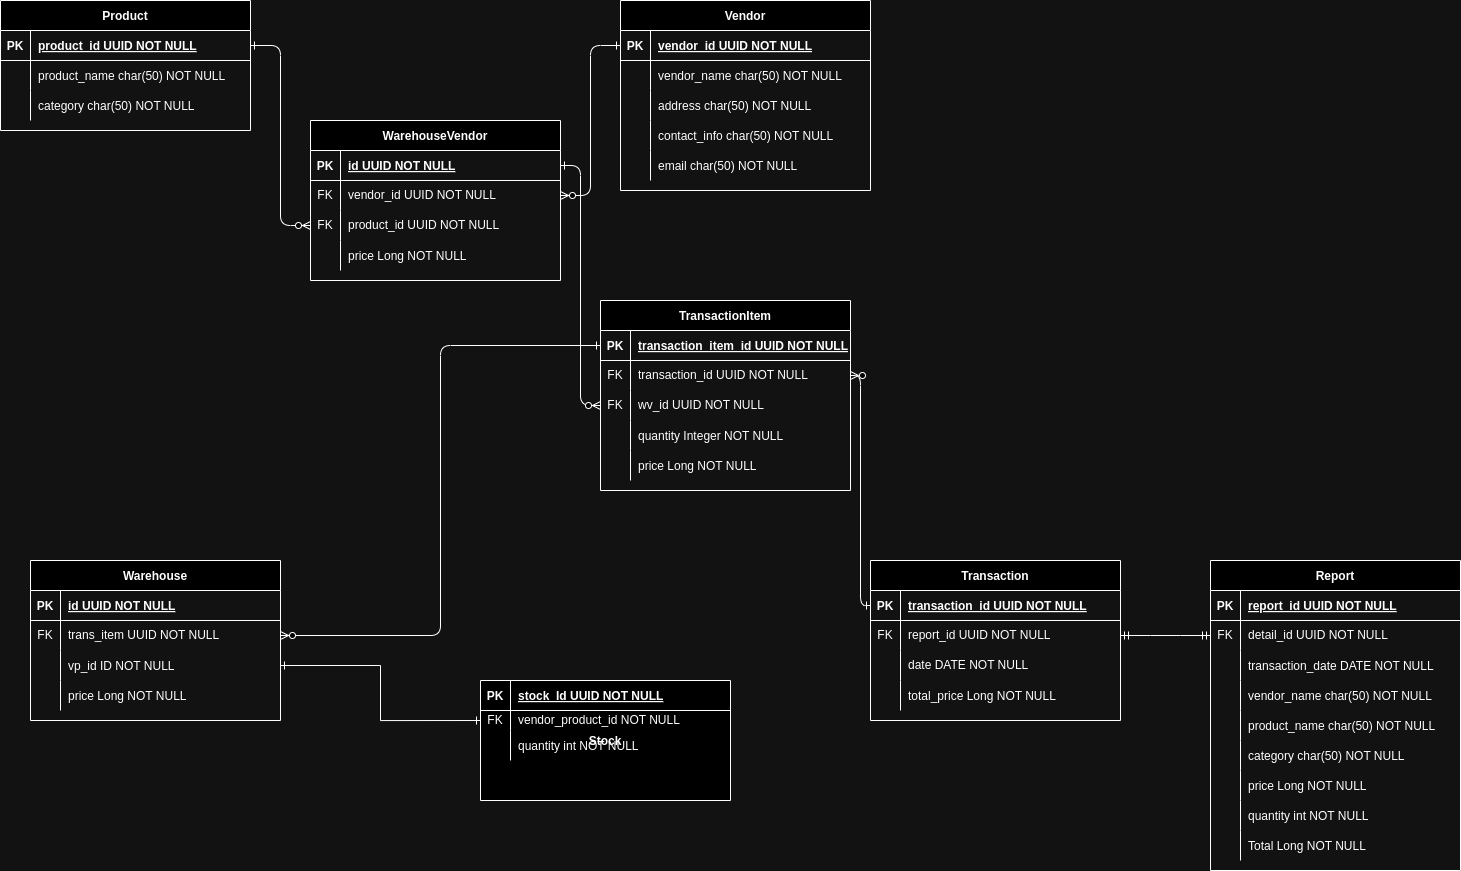 Product
PK product_id UUID NOT NULL
product_name char(50) NOT NULL
category char(50) NOT NULL
Vendor
PK vendor_id UUID NOT NULL
vendor_name char(50) NOT NULL
address char(50) NOT NULL
contact_info char(50) NOT NULL
email char(50) NOT NULL
WarehouseVendor
PK id UUID NOT NULL
FK vendor_id UUID NOT NULL
FK product_id UUID NOT NULL
price Long NOT NULL
TransactionItem
PK transaction_item_id UUID NOT NULL
FK transaction_id UUID NOT NULL
FK wv_id UUID NOT NULL
quantity Integer NOT NULL
price Long NOT NULL
Warehouse
PK id UUID NOT NULL
FK trans_item UUID NOT NULL
vp_id ID NOT NULL
price Long NOT NULL
PK stock_Id UUID NOT NULL
FK vendor_product_id NOT NULL
Stock
quantity int NOT NULL
Transaction
PK transaction_id UUID NOT NULL
FK report_id UUID NOT NULL
date DATE NOT NULL
total_price Long NOT NULL
Report
PK report_id UUID NOT NULL
FK detail_id UUID NOT NULL
transaction_date DATE NOT NULL
vendor_name char(50) NOT NULL
product_name char(50) NOT NULL
category char(50) NOT NULL
price Long NOT NULL
quantity int NOT NULL
Total Long NOT NULL